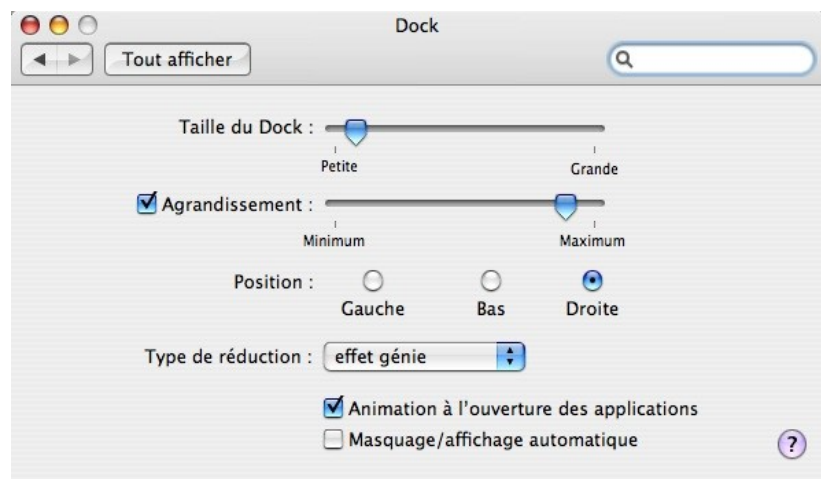 Dock
Tout afficher
Taille du Dock :
Petite Grande
Agrandissement :
Minimum Maximum
Position :
Gauche Bas Droite
Type de réduction : effet génie
Animation à l'ouverture des applications
Masquage/affichage automatique ?